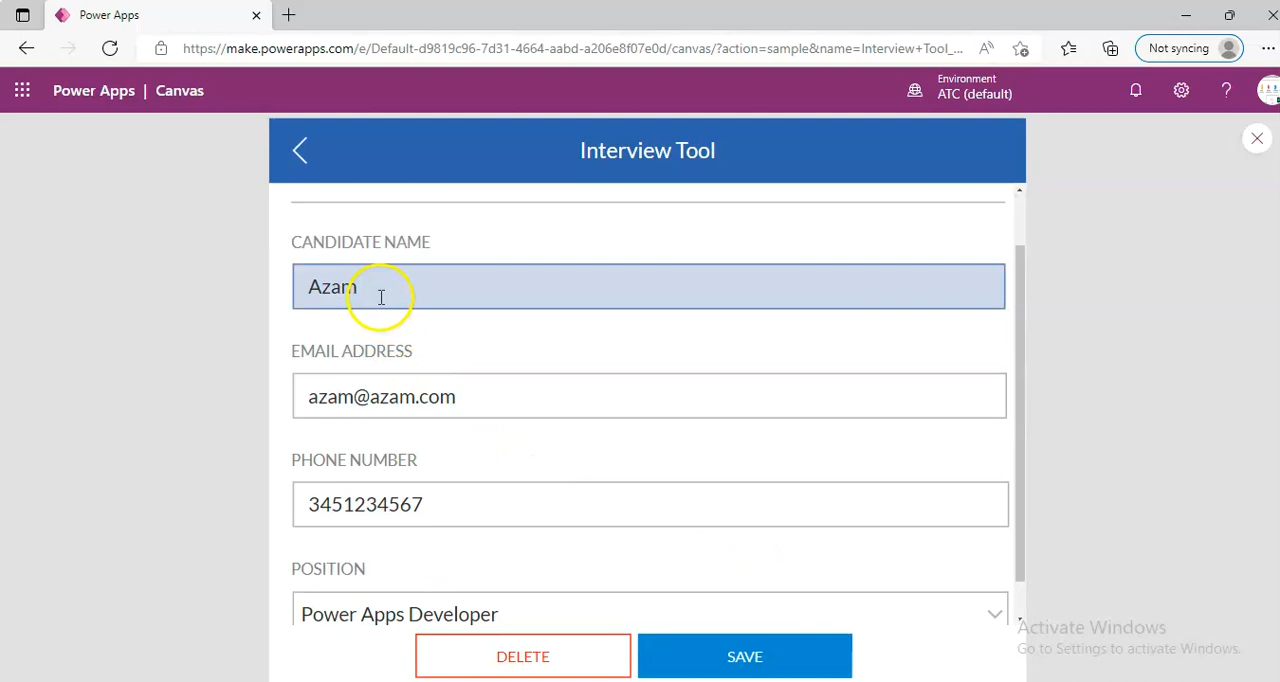 Power Apps
https://make.powerapps.com/e/Default-d9819c96-7d31-4664-aabd-a206e8f07e0d/canvas/?action=sample&name=Interview+Tool_...
Not syncing
Power Apps | Canvas
Environment
ATC (default)
Interview Tool
CANDIDATE NAME
Azam
EMAIL ADDRESS
azam@azam.com
PHONE NUMBER
3451234567
POSITION
Power Apps Developer
DELETE
SAVE
Activate Windows
Go to Settings to activate Windows.